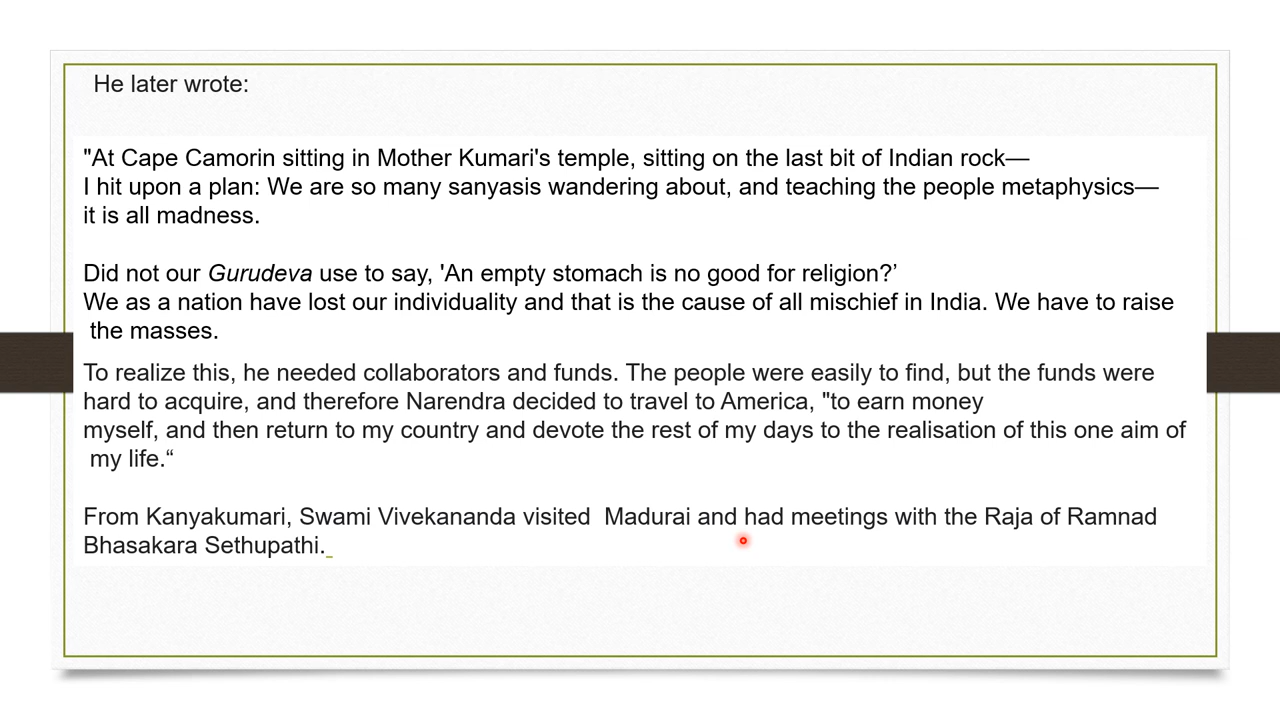 He later wrote:
"At Cape Camorin sitting in Mother Kumari's temple, sitting on the last bit of Indian rock—
I hit upon a plan: We are so many sanyasis wandering about, and teaching the people metaphysics—
it is all madness.
Did not our Gurudeva use to say, 'An empty stomach is no good for religion?’
We as a nation have lost our individuality and that is the cause of all mischief in India. We have to raise
the masses.
To realize this, he needed collaborators and funds. The people were easily to find, but the funds were
hard to acquire, and therefore Narendra decided to travel to America, "to earn money
myself, and then return to my country and devote the rest of my days to the realisation of this one aim of
my life.“
From Kanyakumari, Swami Vivekananda visited  Madurai and had meetings with the Raja of Ramnad
Bhasakara Sethupathi.